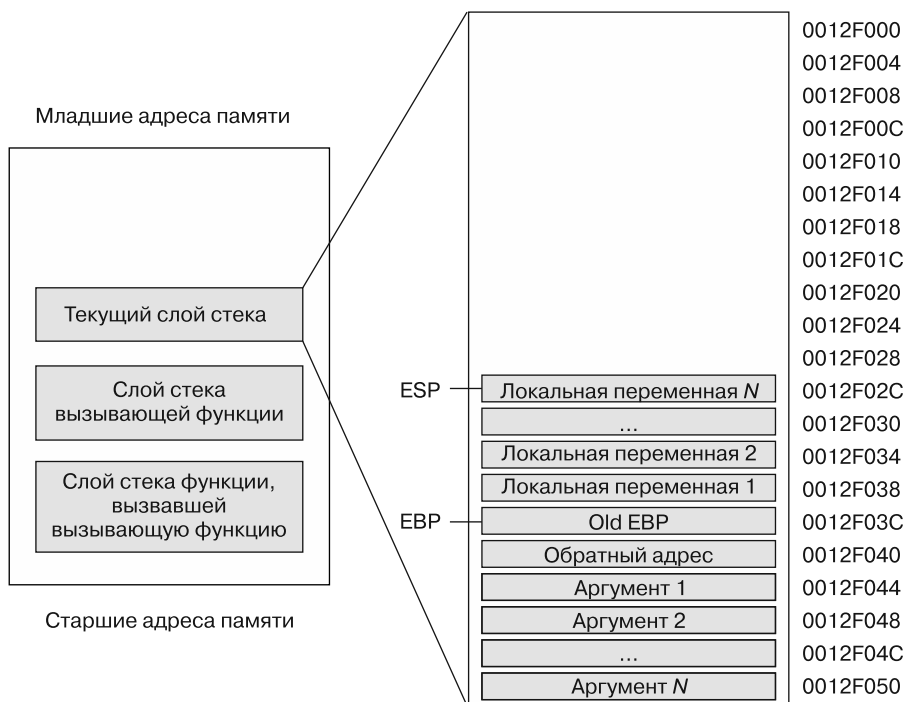 Младшие адреса памяти
Текущий слой стека
Слой стека
вызывающей функции
Слой стека функции,
вызвавшей
вызывающую функцию
Старшие адреса памяти
0012F000
0012F004
0012F008
0012F00C
0012F010
0012F014
0012F018
0012F01C
0012F020
0012F024
0012F028
ESP Локальная переменная N 0012F02C
... 0012F030
Локальная переменная 2 0012F034
Локальная переменная 1 0012F038
EBP Old EBP 0012F03C
Обратный адрес 0012F040
Аргумент 1 0012F044
Аргумент 2 0012F048
... 0012F04C
Аргумент N 0012F050